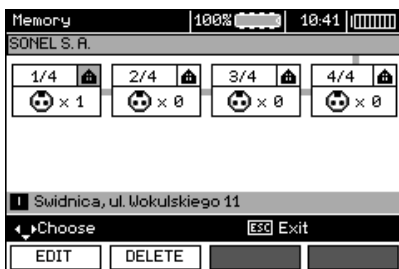 Memory 100% 10:41
SONEL S. A.
1/4 2/4 3/4 4/4
x 1 x 0 x 0 x 0
I Swidnica, ul. Wokulskiego 11
Choose ESC Exit
EDIT DELETE